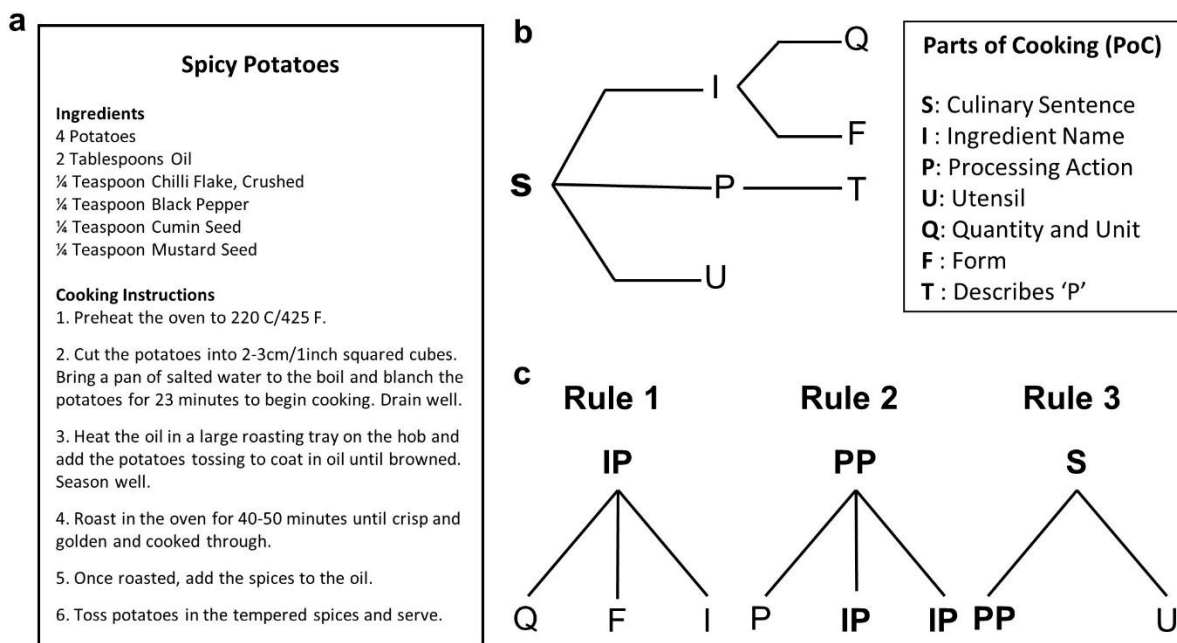 a
Spicy Potatoes
Ingredients
4 Potatoes
2 Tablespoons Oil
¼ Teaspoon Chilli Flake, Crushed
¼ Teaspoon Black Pepper
¼ Teaspoon Cumin Seed
¼ Teaspoon Mustard Seed
Cooking Instructions
1. Preheat the oven to 220 C/425 F.
2. Cut the potatoes into 2-3cm/1inch squared cubes.
Bring a pan of salted water to the boil and blanch the
potatoes for 23 minutes to begin cooking. Drain well.
3. Heat the oil in a large roasting tray on the hob and
add the potatoes tossing to coat in oil until browned.
Season well.
4. Roast in the oven for 40-50 minutes until crisp and
golden and cooked through.
5. Once roasted, add the spices to the oil.
6. Toss potatoes in the tempered spices and serve.
b
Q
I
F
S
P
T
U
Parts of Cooking (PoC)
S: Culinary Sentence
I : Ingredient Name
P: Processing Action
U: Utensil
Q: Quantity and Unit
F : Form
T : Describes ‘P’
c
Rule 1 Rule 2 Rule 3
IP PP S
Q F I P IP IP PP U